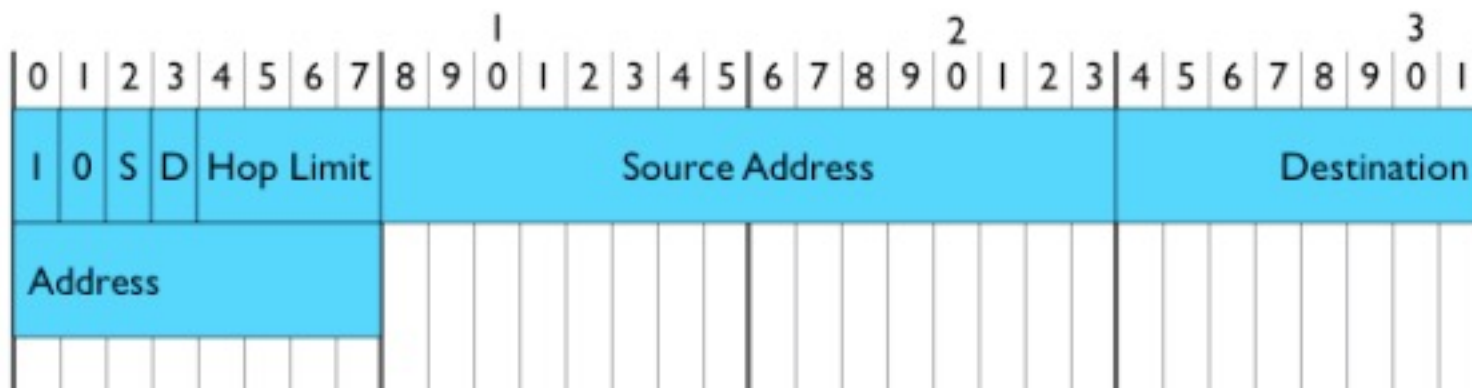 1 2 3
0 1 2 3 4 5 6 7 8 9 0 1 2 3 4 5 6 7 8 9 0 1 2 3 4 5 6 7 8 9 0 1
1 0 S D Hop Limit Source Address Destination
Address